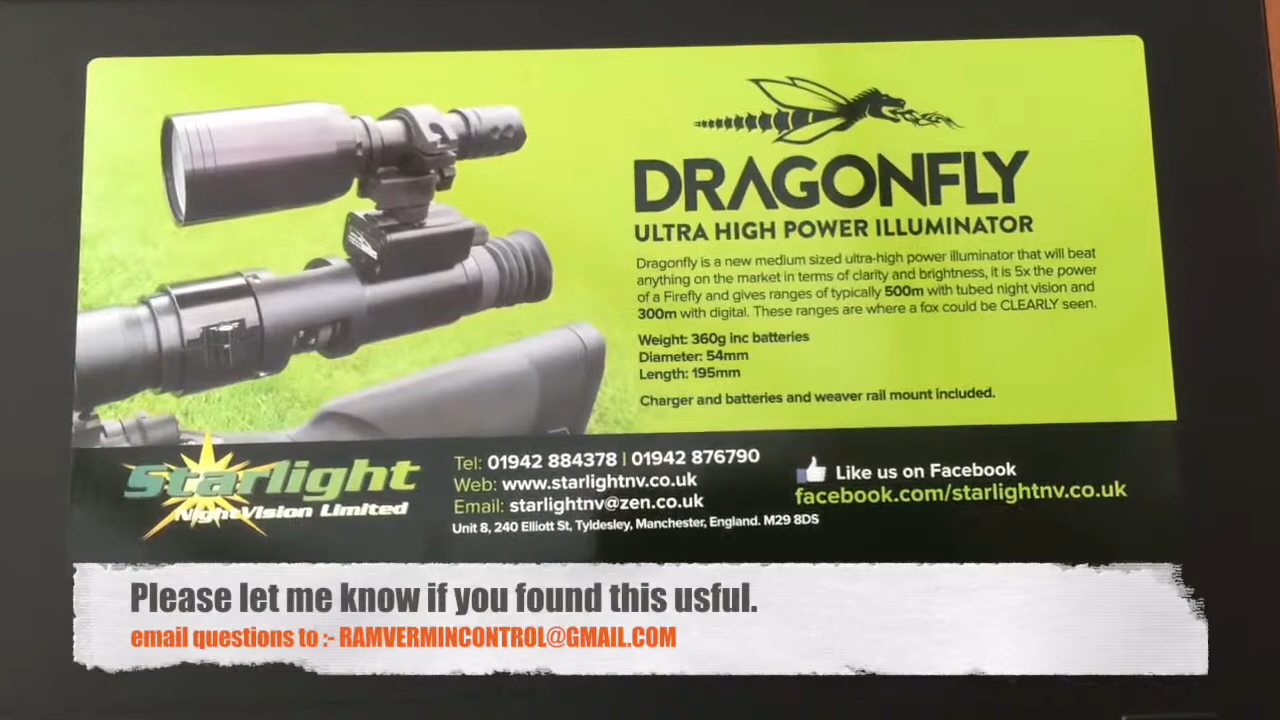 DRAGONFLY
ULTRA HIGH POWER ILLUMINATOR
Dragonfly is a new medium sized ultra-high power illuminator that will beat
anything on the market in terms of clarity and brightness, it is 5x the power
of a Firefly and gives ranges of typically 500m with tubed night vision and
300m with digital. These ranges are where a fox could be CLEARLY seen.
Weight: 360g inc batteries
Diameter: 54mm
Length: 195mm
Charger and batteries and weaver rail mount included.
Starlight
NightVision Limited
Tel: 01942 884378 | 01942 876790
Web: www.starlightnv.co.uk
Email: starlightnv@zen.co.uk
Unit 8, 240 Elliott St, Tyldesley, Manchester, England. M29 8DS
Like us on Facebook
facebook.com/starlightnv.co.uk
Please let me know if you found this usful.
email questions to :- RAMVERMINCONTROL@GMAIL.COM